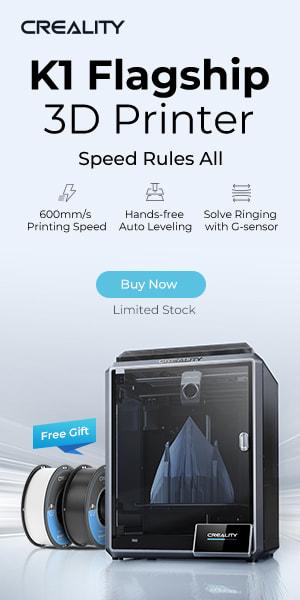 CREALITY
K1 Flagship
3D Printer
Speed Rules All
600mm/s
Printing Speed
Hands-free
Auto Leveling
Solve Ringing
with G-sensor
Buy Now
Limited Stock
CREALITY
Free Gift
CREALITY